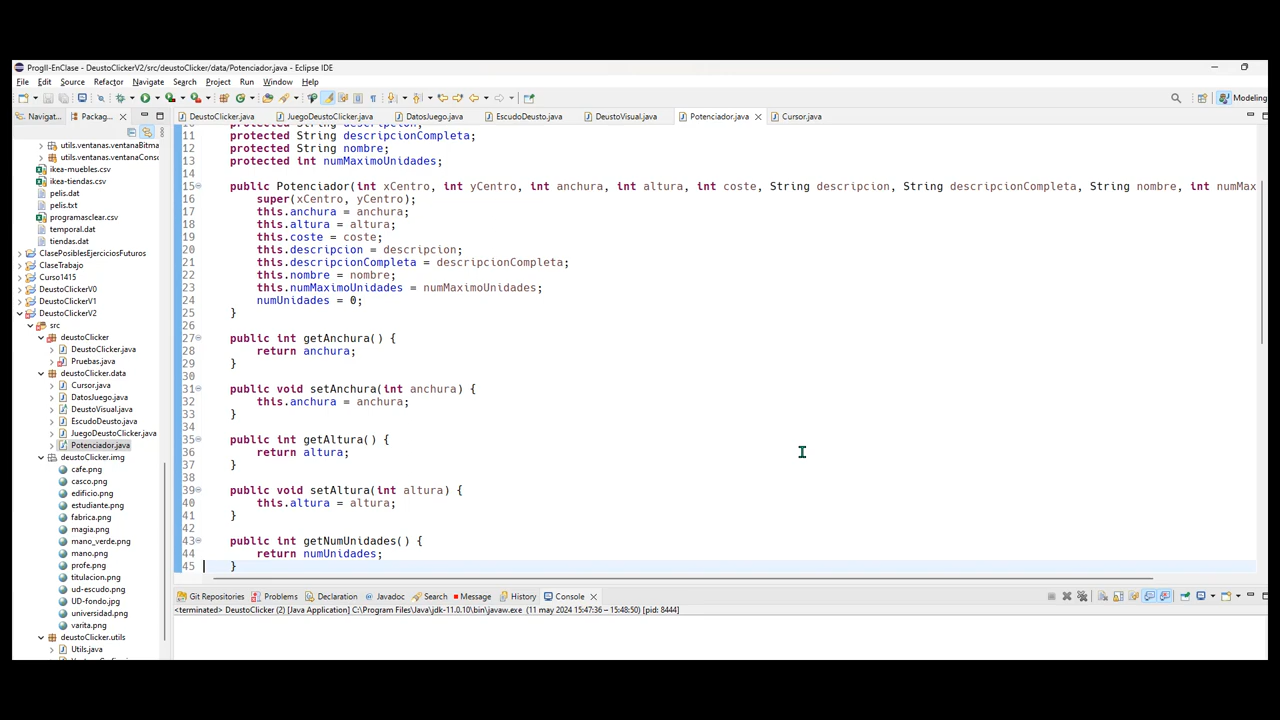 ProgII-EnClase - DeustoClickerV2/src/deustoClicker/data/Potenciador.java - Eclipse IDE
File Edit Source Refactor Navigate Search Project Run Window Help
Modeling
Navigat... Packag...
DeustoClicker.java JuegoDeustoClicker.java DatosJuego.java EscudoDeusto.java DeustoVisual.java Potenciador.java Cursor.java
utils.ventanas.ventanaBitma
utils.ventanas.ventanaConso
ikea-muebles.csv
ikea-tiendas.csv
pelis.dat
pelis.txt
programasclear.csv
temporal.dat
tiendas.dat
ClasePosiblesEjerciciosFuturos
ClaseTrabajo
Curso1415
DeustoClickerV0
DeustoClickerV1
DeustoClickerV2
src
deustoClicker
DeustoClicker.java
Pruebas.java
deustoClicker.data
Cursor.java
DatosJuego.java
DeustoVisual.java
EscudoDeusto.java
JuegoDeustoClicker.java
Potenciador.java
deustoClicker.img
cafe.png
casco.png
edificio.png
estudiante.png
fabrica.png
magia.png
mano_verde.png
mano.png
profe.png
titulacion.png
ud-escudo.png
UD-fondo.jpg
universidad.png
varita.png
deustoClicker.utils
Utils.java
10 protected String descripcion;
11 protected String descripcionCompleta;
12 protected String nombre;
13 protected int numMaximoUnidades;
14
15 public Potenciador(int xCentro, int yCentro, int anchura, int altura, int coste, String descripcion, String descripcionCompleta, String nombre, int numMax
16 super(xCentro, yCentro);
17 this.anchura = anchura;
18 this.altura = altura;
19 this.coste = coste;
20 this.descripcion = descripcion;
21 this.descripcionCompleta = descripcionCompleta;
22 this.nombre = nombre;
23 this.numMaximoUnidades = numMaximoUnidades;
24 numUnidades = 0;
25 }
26
27 public int getAnchura() {
28 return anchura;
29 }
30
31 public void setAnchura(int anchura) {
32 this.anchura = anchura;
33 }
34
35 public int getAltura() {
36 return altura;
37 }
38
39 public void setAltura(int altura) {
40 this.altura = altura;
41 }
42
43 public int getNumUnidades() {
44 return numUnidades;
45 }
Git Repositories Problems Declaration Javadoc Search Message History Console
<terminated> DeustoClicker (2) [Java Application] C:\Program Files\Java\jdk-11.0.10\bin\javaw.exe (11 may 2024 15:47:36 – 15:48:50) [pid: 8444]